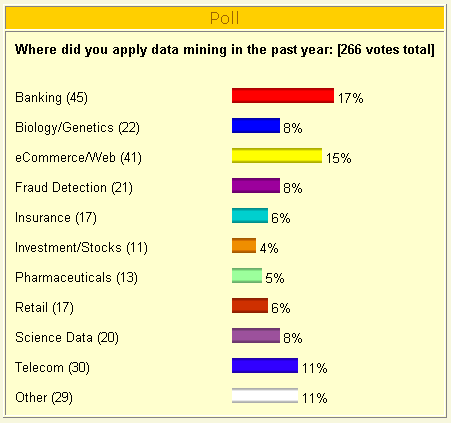 Poll
Where did you apply data mining in the past year: [266 votes total]
Banking (45) 17%
Biology/Genetics (22) 8%
eCommerce/Web (41) 15%
Fraud Detection (21) 8%
Insurance (17) 6%
Investment/Stocks (11) 4%
Pharmaceuticals (13) 5%
Retail (17) 6%
Science Data (20) 8%
Telecom (30) 11%
Other (29) 11%